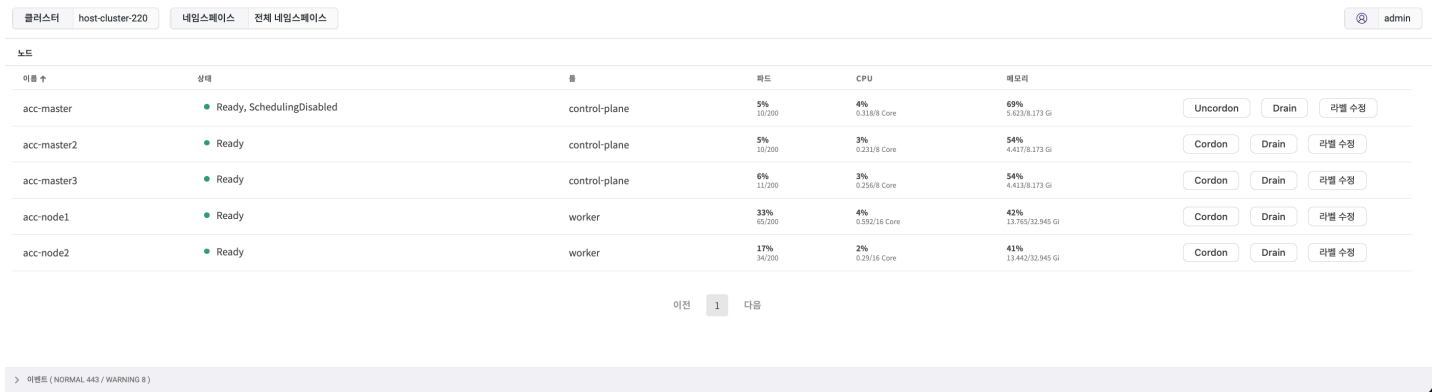 클러스터 host-cluster-220 네임스페이스 전체 네임스페이스 admin
노드
이름 상태 롤 파드 CPU 메모리
acc-master Ready, SchedulingDisabled control-plane 5% 4% 69% Uncordon Drain 라벨 수정
10/200 0.318/8 Core 5.623/8.173 Gi
acc-master2 Ready control-plane 5% 3% 54% Cordon Drain 라벨 수정
10/200 0.231/8 Core 4.417/8.173 Gi
acc-master3 Ready control-plane 6% 3% 54% Cordon Drain 라벨 수정
11/200 0.256/8 Core 4.413/8.173 Gi
acc-node1 Ready worker 33% 4% 42% Cordon Drain 라벨 수정
65/200 0.592/16 Core 13.765/32.945 Gi
acc-node2 Ready worker 17% 2% 41% Cordon Drain 라벨 수정
34/200 0.29/16 Core 13.442/32.945 Gi
이전 1 다음
이벤트 ( NORMAL 443 / WARNING 8 )